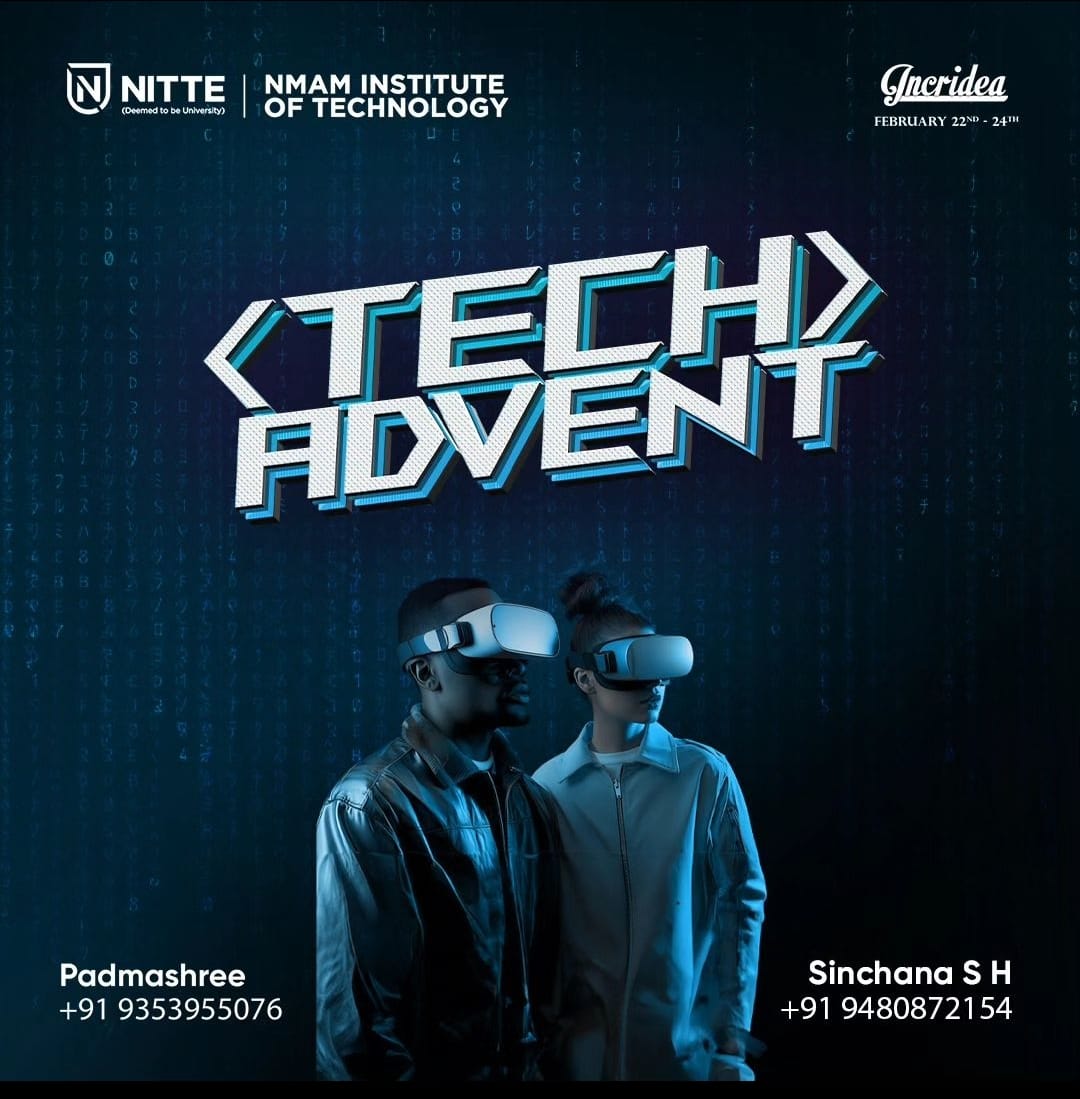 NITTE
(Deemed to be University)
NMAM INSTITUTE
OF TECHNOLOGY
Incridea
FEBRUARY 22ND - 24TH
<TECH>
ADVENT
Padmashree
+91 9353955076
Sinchana S H
+91 9480872154